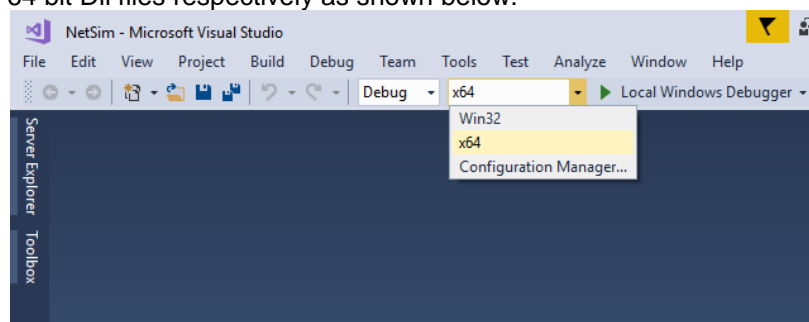 64 bit Dll files respectively as shown below:
NetSim - Microsoft Visual Studio
File Edit View Project Build Debug Team Tools Test Analyze Window Help
Debug x64 Local Windows Debugger
Win32
x64
Configuration Manager...
Server Explorer
Toolbox